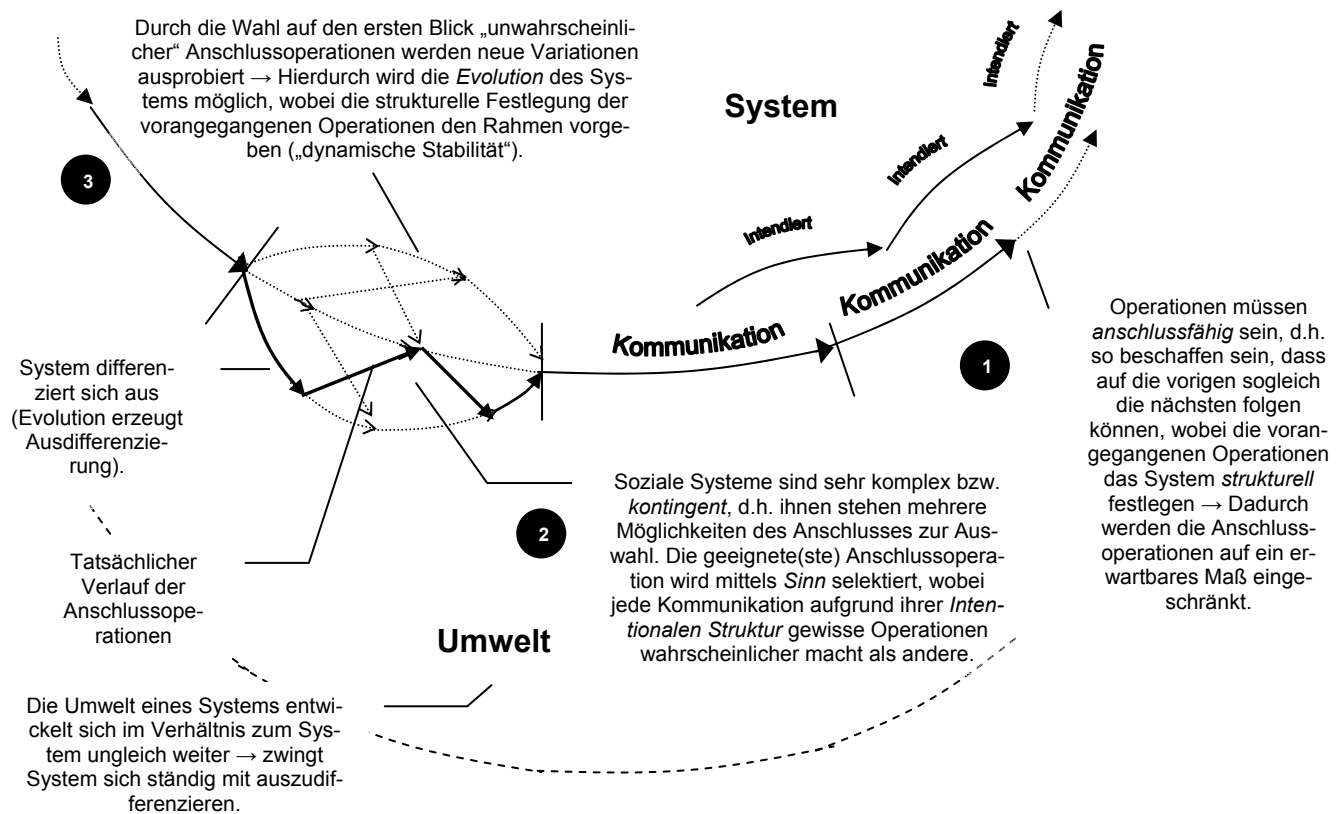 Durch die Wahl auf den ersten Blick „unwahrscheinli-
cher“ Anschlussoperationen werden neue Variationen
ausprobiert → Hierdurch wird die Evolution des Sys-
tems möglich, wobei die strukturelle Festlegung der
vorangegangenen Operationen den Rahmen vorge-
ben („dynamische Stabilität“).
System
Intendiert
Kommunikation
Intendiert
Kommunikation
Intendiert
Kommunikation
3
1
Operationen müssen
anschlussfähig sein, d.h.
so beschaffen sein, dass
auf die vorigen sogleich
die nächsten folgen
können, wobei die voran-
gegangenen Operationen
das System strukturell
festlegen → Dadurch
werden die Anschluss-
operationen auf ein er-
wartbares Maß einge-
schränkt.
System differen-
ziert sich aus
(Evolution erzeugt
Ausdifferenzie-
rung).
2
Soziale Systeme sind sehr komplex bzw.
kontingent, d.h. ihnen stehen mehrere
Möglichkeiten des Anschlusses zur Aus-
wahl. Die geeignete(ste) Anschlussopera-
tion wird mittels Sinn selektiert, wobei
jede Kommunikation aufgrund ihrer Inten-
tionalen Struktur gewisse Operationen
wahrscheinlicher macht als andere.
Tatsächlicher
Verlauf der
Anschlussope-
rationen
Umwelt
Die Umwelt eines Systems entwi-
ckelt sich im Verhältnis zum Sys-
tem ungleich weiter → zwingt
System sich ständig mit auszudif-
ferenzieren.